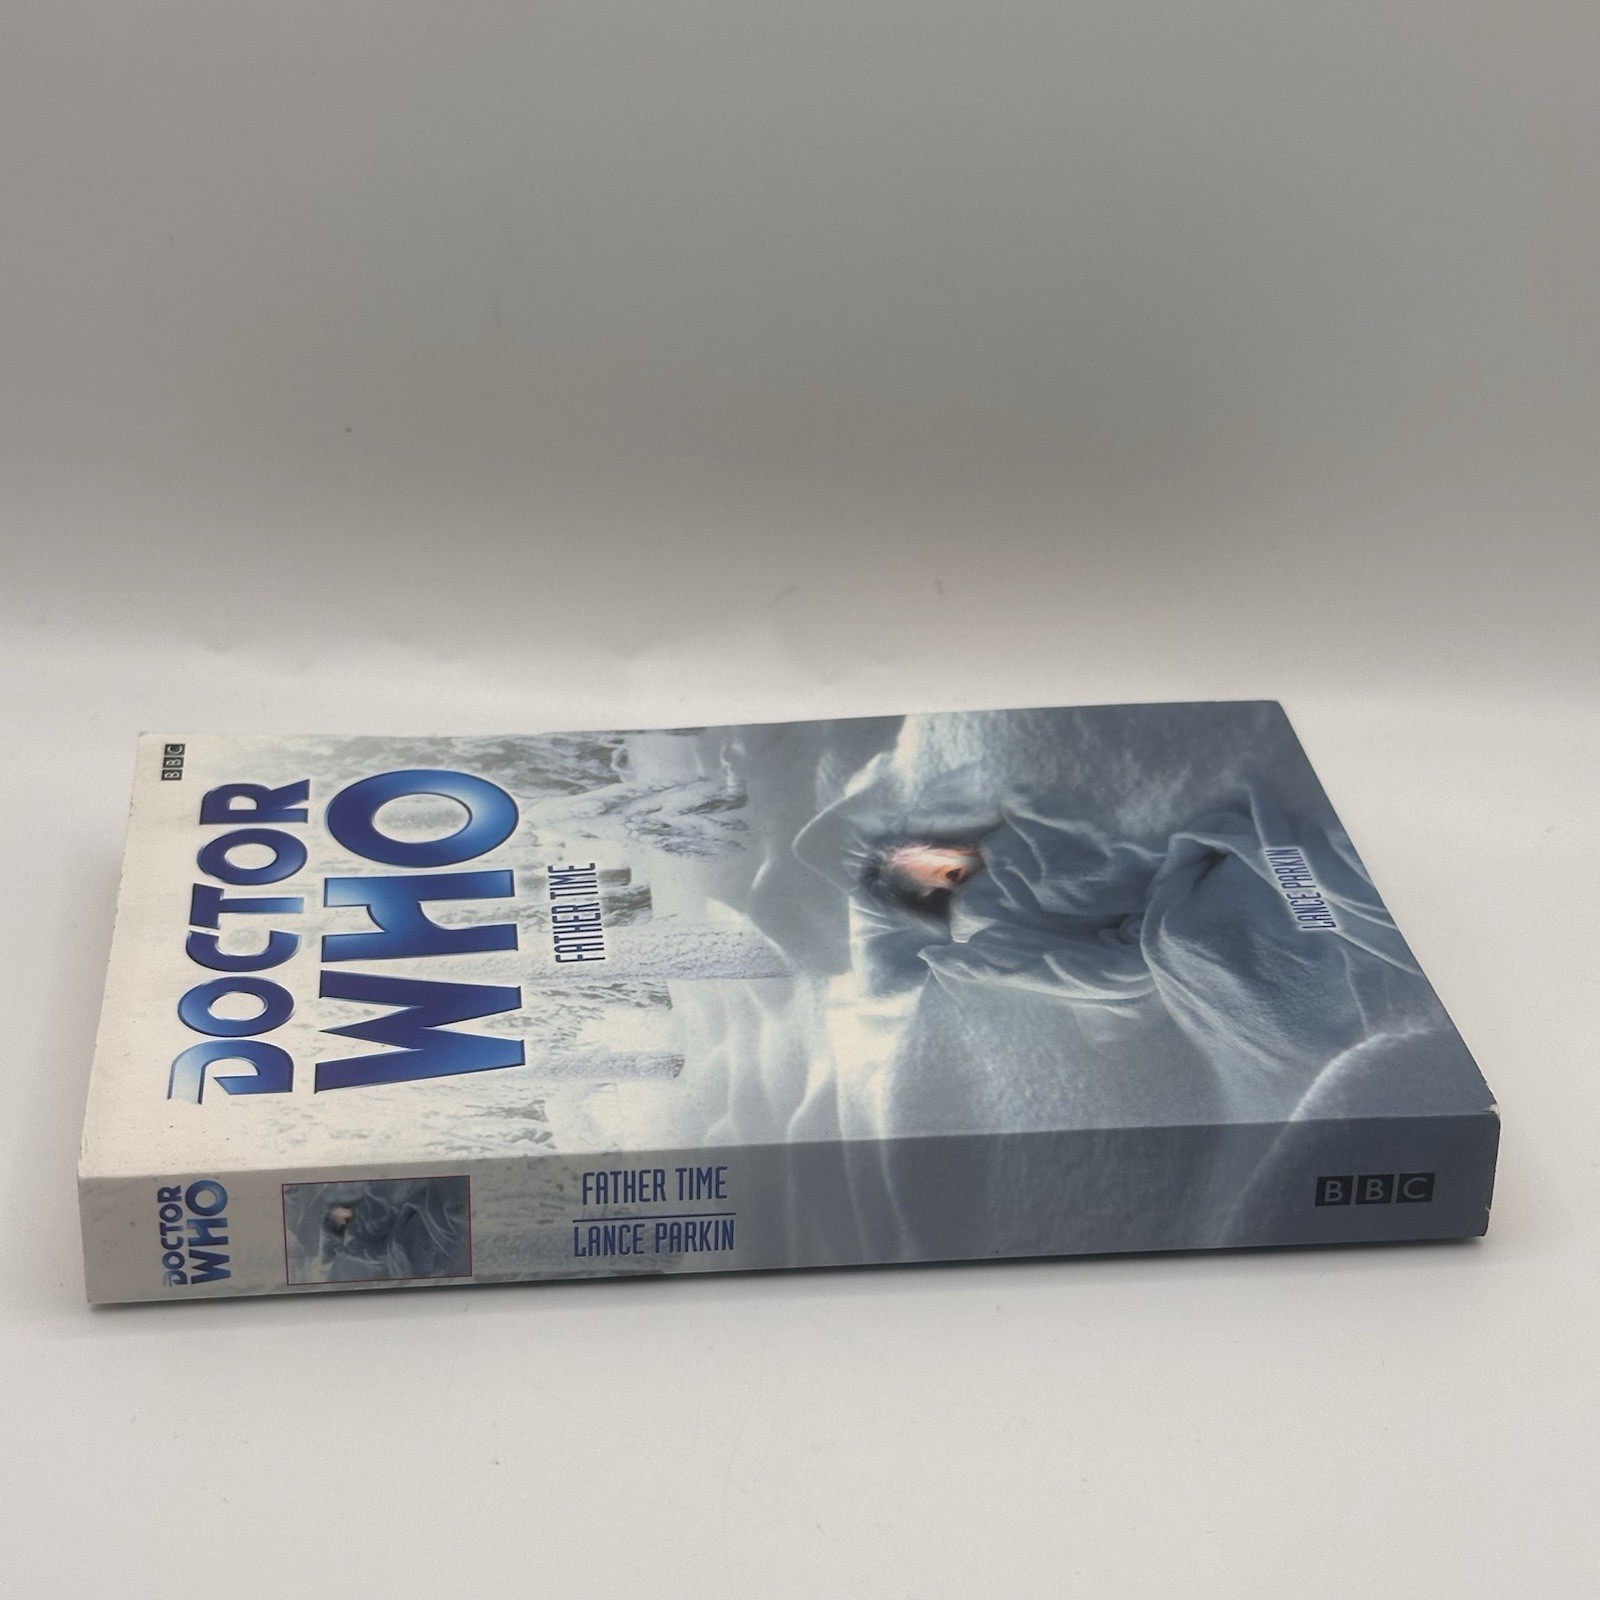 BBC
DOCTOR
WHO
FATHER TIME
LANCE PARKIN
DOCTOR
WHO
FATHER TIME
LANCE PARKIN
BBC